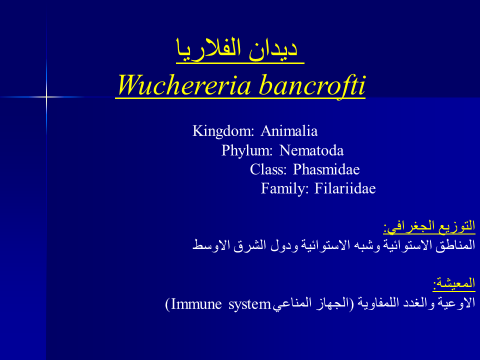 ديدان الفلاريا
Wuchereria bancrofti
Kingdom: Animalia
Phylum: Nematoda
Class: Phasmidae
Family: Filariidae
التوزيع الجغرافي:
المناطق الاستوائية وشبه الاستوائية ودول الشرق الاوسط
المعيشة:
الاوعية والغدد اللمفاوية (الجهاز المناعي Immune system)